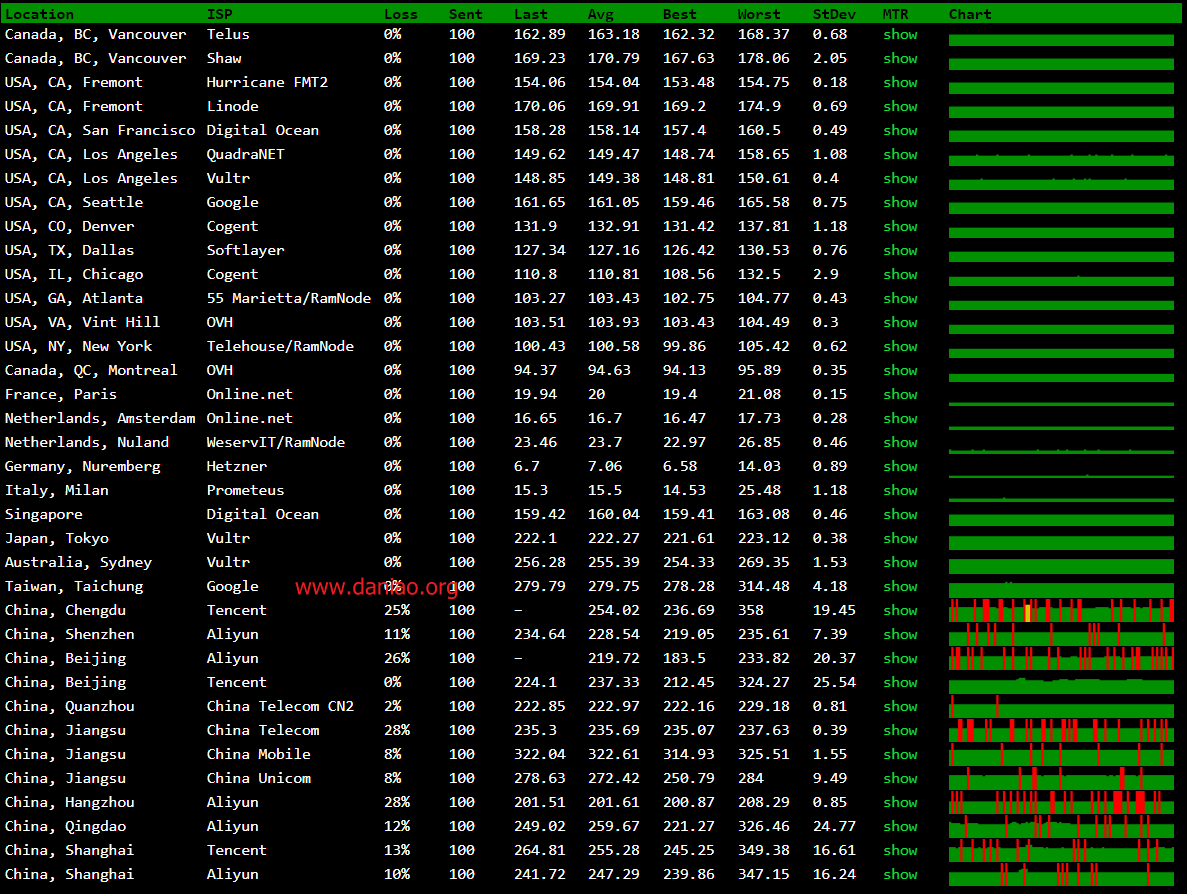 Location ISP Loss Sent Last Avg Best Worst StDev MTR Chart
Canada, BC, Vancouver Telus 0% 100 162.89 163.18 162.32 168.37 0.68 show
Canada, BC, Vancouver Shaw 0% 100 169.23 170.79 167.63 178.06 2.05 show
USA, CA, Fremont Hurricane FMT2 0% 100 154.06 154.04 153.48 154.75 0.18 show
USA, CA, Fremont Linode 0% 100 170.06 169.91 169.2 174.9 0.69 show
USA, CA, San Francisco Digital Ocean 0% 100 158.28 158.14 157.4 160.5 0.49 show
USA, CA, Los Angeles QuadraNET 0% 100 149.62 149.47 148.74 158.65 1.08 show
USA, CA, Los Angeles Vultr 0% 100 148.85 149.38 148.81 150.61 0.4 show
USA, CA, Seattle Google 0% 100 161.65 161.05 159.46 165.58 0.75 show
USA, CO, Denver Cogent 0% 100 131.9 132.91 131.42 137.81 1.18 show
USA, TX, Dallas Softlayer 0% 100 127.34 127.16 126.42 130.53 0.76 show
USA, IL, Chicago Cogent 0% 100 110.8 110.81 108.56 132.5 2.9 show
USA, GA, Atlanta 55 Marietta/RamNode 0% 100 103.27 103.43 102.75 104.77 0.43 show
USA, VA, Vint Hill OVH 0% 100 103.51 103.93 103.43 104.49 0.3 show
USA, NY, New York Telehouse/RamNode 0% 100 100.43 100.58 99.86 105.42 0.62 show
Canada, QC, Montreal OVH 0% 100 94.37 94.63 94.13 95.89 0.35 show
France, Paris Online.net 0% 100 19.94 20 19.4 21.08 0.15 show
Netherlands, Amsterdam Online.net 0% 100 16.65 16.7 16.47 17.73 0.28 show
Netherlands, Nuland WeservIT/RamNode 0% 100 23.46 23.7 22.97 26.85 0.46 show
Germany, Nuremberg Hetzner 0% 100 6.7 7.06 6.58 14.03 0.89 show
Italy, Milan Prometeus 0% 100 15.3 15.5 14.53 25.48 1.18 show
Singapore Digital Ocean 0% 100 159.42 160.04 159.41 163.08 0.46 show
Japan, Tokyo Vultr 0% 100 222.1 222.27 221.61 223.12 0.38 show
Australia, Sydney Vultr 0% 100 256.28 255.39 254.33 269.35 1.53 show
Taiwan, Taichung Google 0% 100 279.79 279.75 278.28 314.48 4.18 show
www.damao.org
China, Chengdu Tencent 25% 100 – 254.02 236.69 358 19.45 show
China, Shenzhen Aliyun 11% 100 234.64 228.54 219.05 235.61 7.39 show
China, Beijing Aliyun 26% 100 – 219.72 183.5 233.82 20.37 show
China, Beijing Tencent 0% 100 224.1 237.33 212.45 324.27 25.54 show
China, Quanzhou China Telecom CN2 2% 100 222.85 222.97 222.16 229.18 0.81 show
China, Jiangsu China Telecom 28% 100 235.3 235.69 235.07 237.63 0.39 show
China, Jiangsu China Mobile 8% 100 322.04 322.61 314.93 325.51 1.55 show
China, Jiangsu China Unicom 8% 100 278.63 272.42 250.79 284 9.49 show
China, Hangzhou Aliyun 28% 100 201.51 201.61 200.87 208.29 0.85 show
China, Qingdao Aliyun 12% 100 249.02 259.67 221.27 326.46 24.77 show
China, Shanghai Tencent 13% 100 264.81 255.28 245.25 349.38 16.61 show
China, Shanghai Aliyun 10% 100 241.72 247.29 239.86 347.15 16.24 show